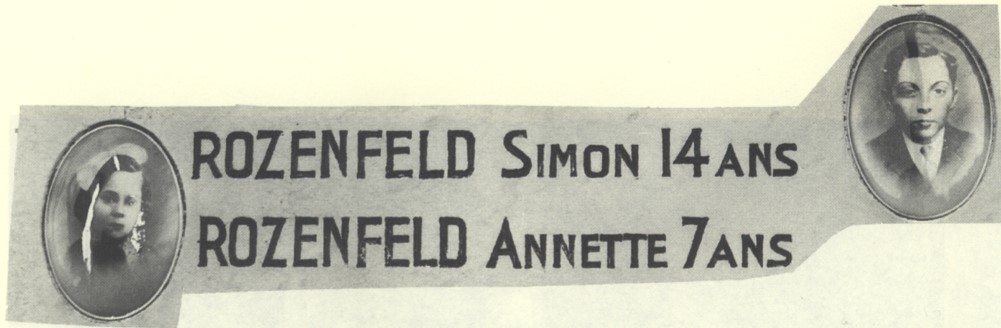 ROZENFELD SIMON 14 ANS
ROZENFELD ANNETTE 7 ANS